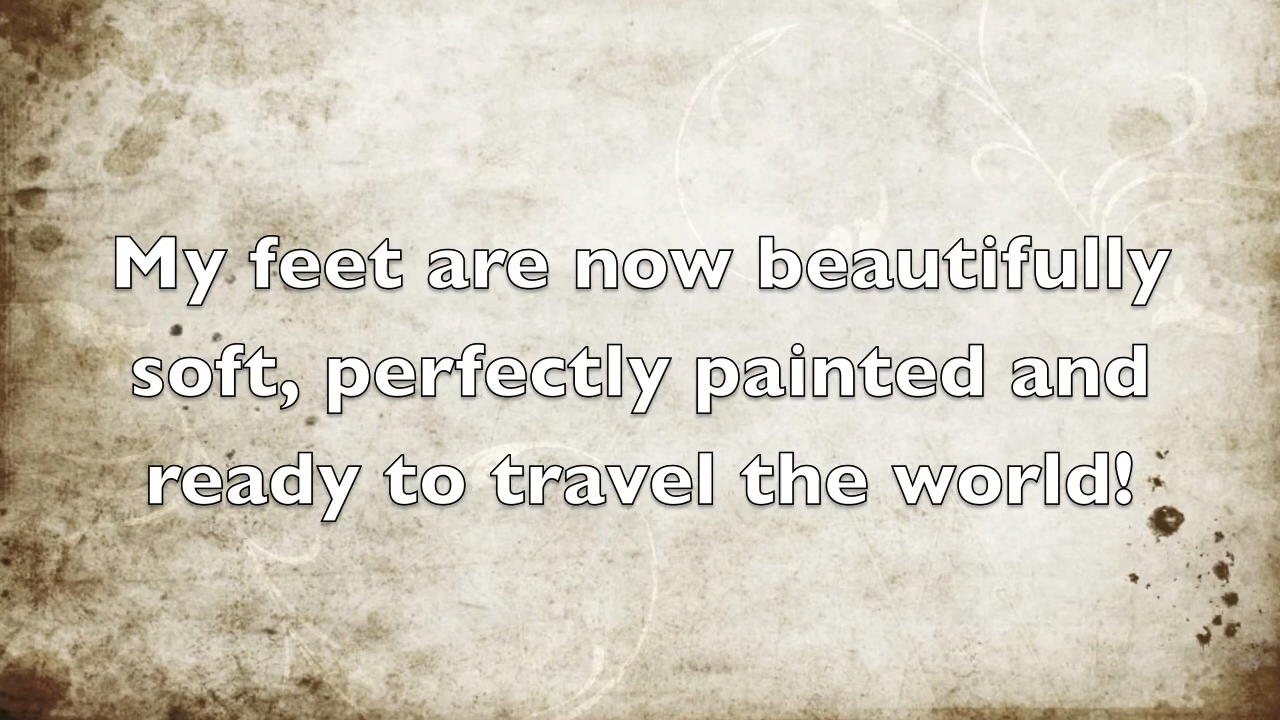 My feet are now beautifully
soft, perfectly painted and
ready to travel the world!